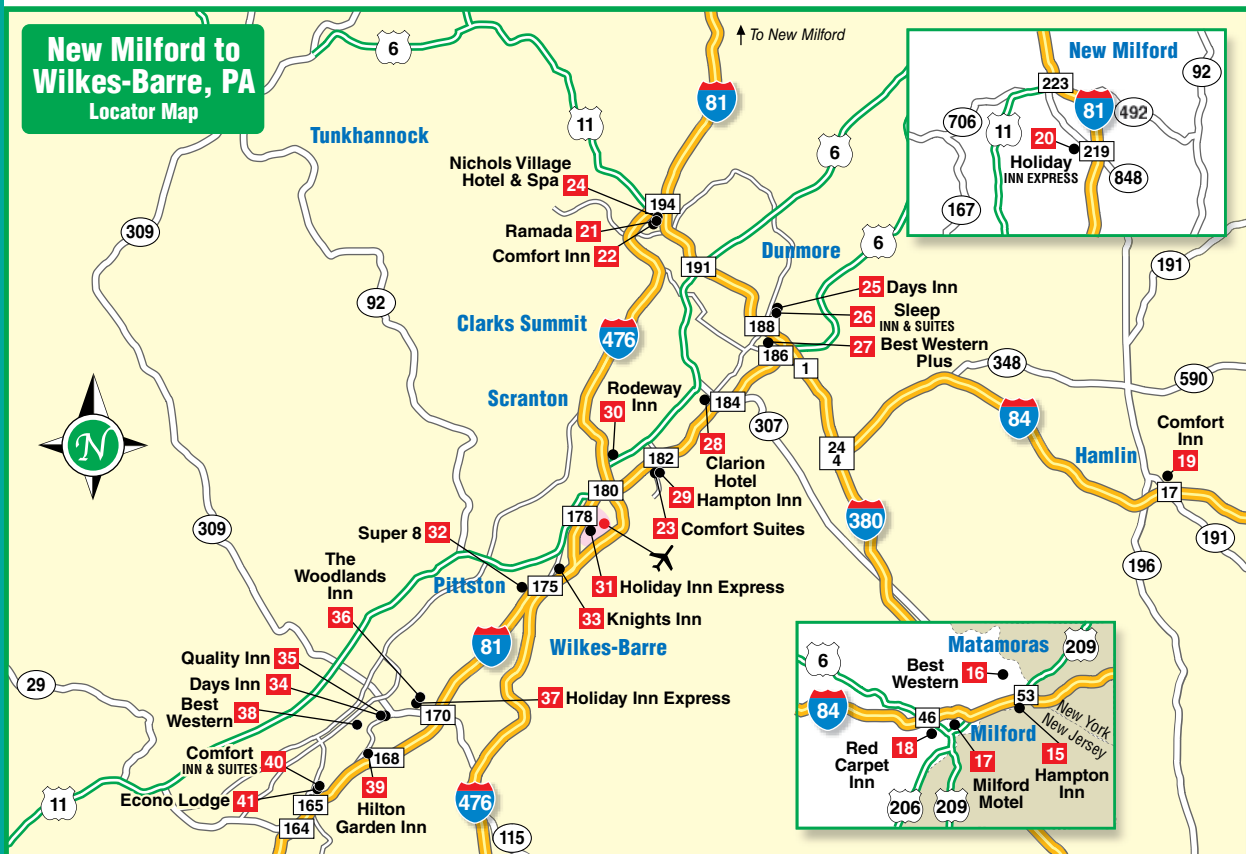 New Milford to
Wilkes-Barre, PA
Locator Map
To New Milford
6
11
81
6
Tunkhannock
Nichols Village
Hotel & Spa 24
194
Ramada 21
Comfort Inn 22
309
191
Dunmore
6
92
25 Days Inn
26 Sleep
INN & SUITES
188
27 Best Western
Plus
186
1
Clarks Summit
476
348
590
Scranton
Rodeway
Inn
30
184
307
84
28
Clarion
Hotel
24
4
Hamlin
Comfort
Inn
19
17
182
29 Hampton Inn
23 Comfort Suites
180
178
380
191
191
196
309
Super 8 32
The
Woodlands
Inn
36
Pittston
175
31 Holiday Inn Express
33 Knights Inn
81
Wilkes-Barre
Quality Inn 35
Days Inn 34
Best
Western 38
29
37 Holiday Inn Express
170
Comfort
INN & SUITES 40
168
Econo Lodge 41
39
Hilton
Garden Inn
165
164
11
476
115
N
New Milford
92
223
81
492
706
11
20
Holiday
INN EXPRESS
219
848
167
Matamoras
209
6
Best
Western
16
53
84
46
New York
New Jersey
Milford
18
Red
Carpet
Inn
17
Milford
Motel
15
Hampton
Inn
206
209